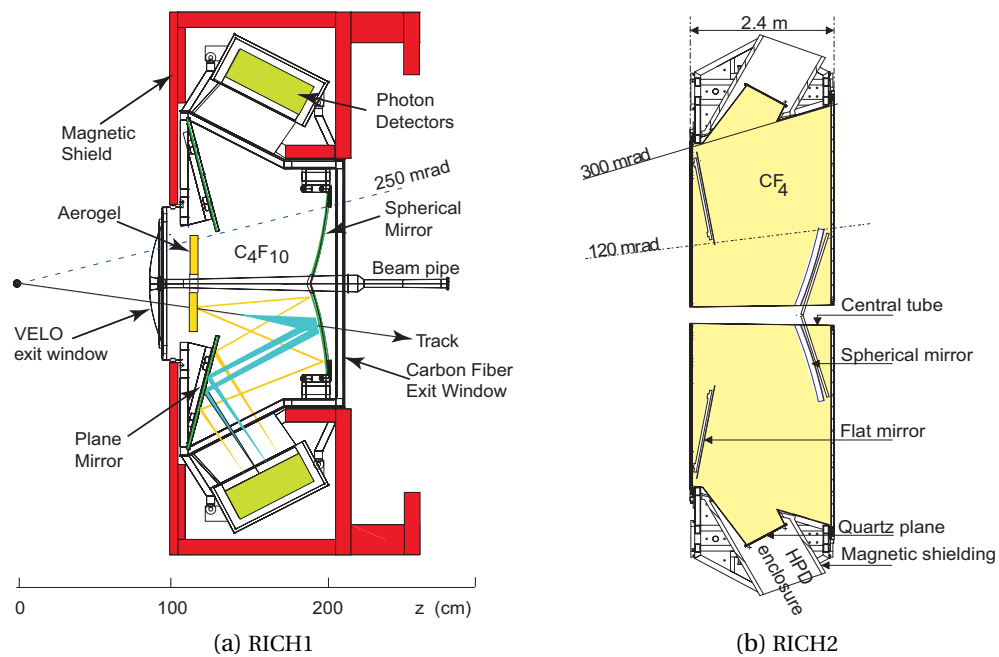 Magnetic
Shield
Photon
Detectors
250 mrad
Aerogel
C4F10
Spherical
Mirror
Beam pipe
VELO
exit window
Track
Carbon Fiber
Exit Window
Plane
Mirror
0
100
200
z (cm)
(a) RICH1
2.4 m
300 mrad
CF4
120 mrad
Central tube
Spherical mirror
Flat mirror
Quartz plane
Magnetic shielding
HPD
enclosure
(b) RICH2